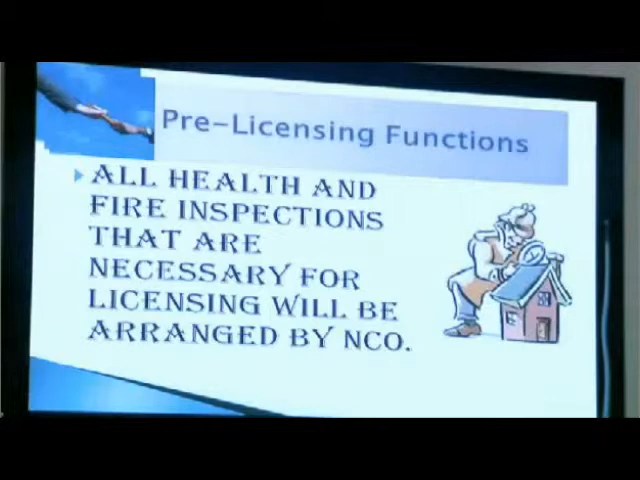 Pre-Licensing Functions
ALL HEALTH AND
FIRE INSPECTIONS
THAT ARE
NECESSARY FOR
LICENSING WILL BE
ARRANGED BY NCO.